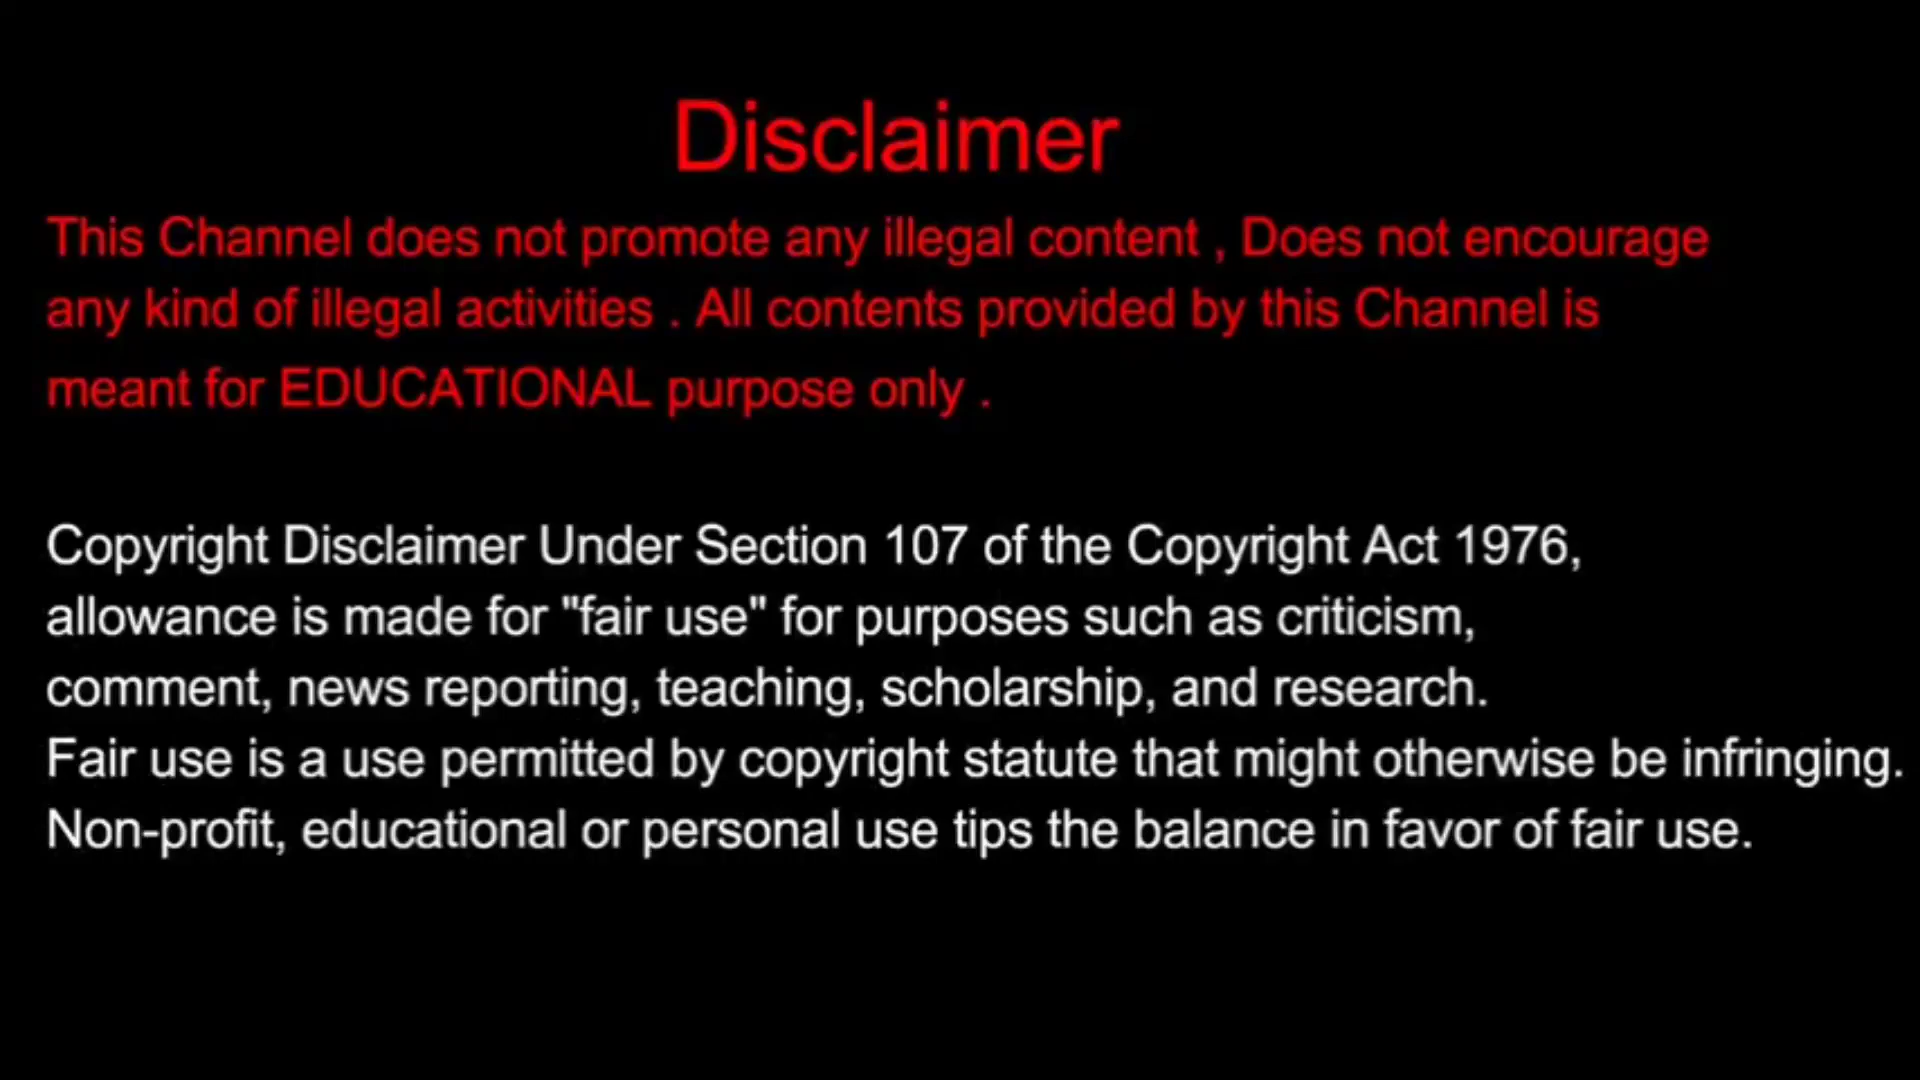 Disclaimer
This Channel does not promote any illegal content , Does not encourage
any kind of illegal activities . All contents provided by this Channel is
meant for EDUCATIONAL purpose only .
Copyright Disclaimer Under Section 107 of the Copyright Act 1976,
allowance is made for "fair use" for purposes such as criticism,
comment, news reporting, teaching, scholarship, and research.
Fair use is a use permitted by copyright statute that might otherwise be infringing.
Non-profit, educational or personal use tips the balance in favor of fair use.